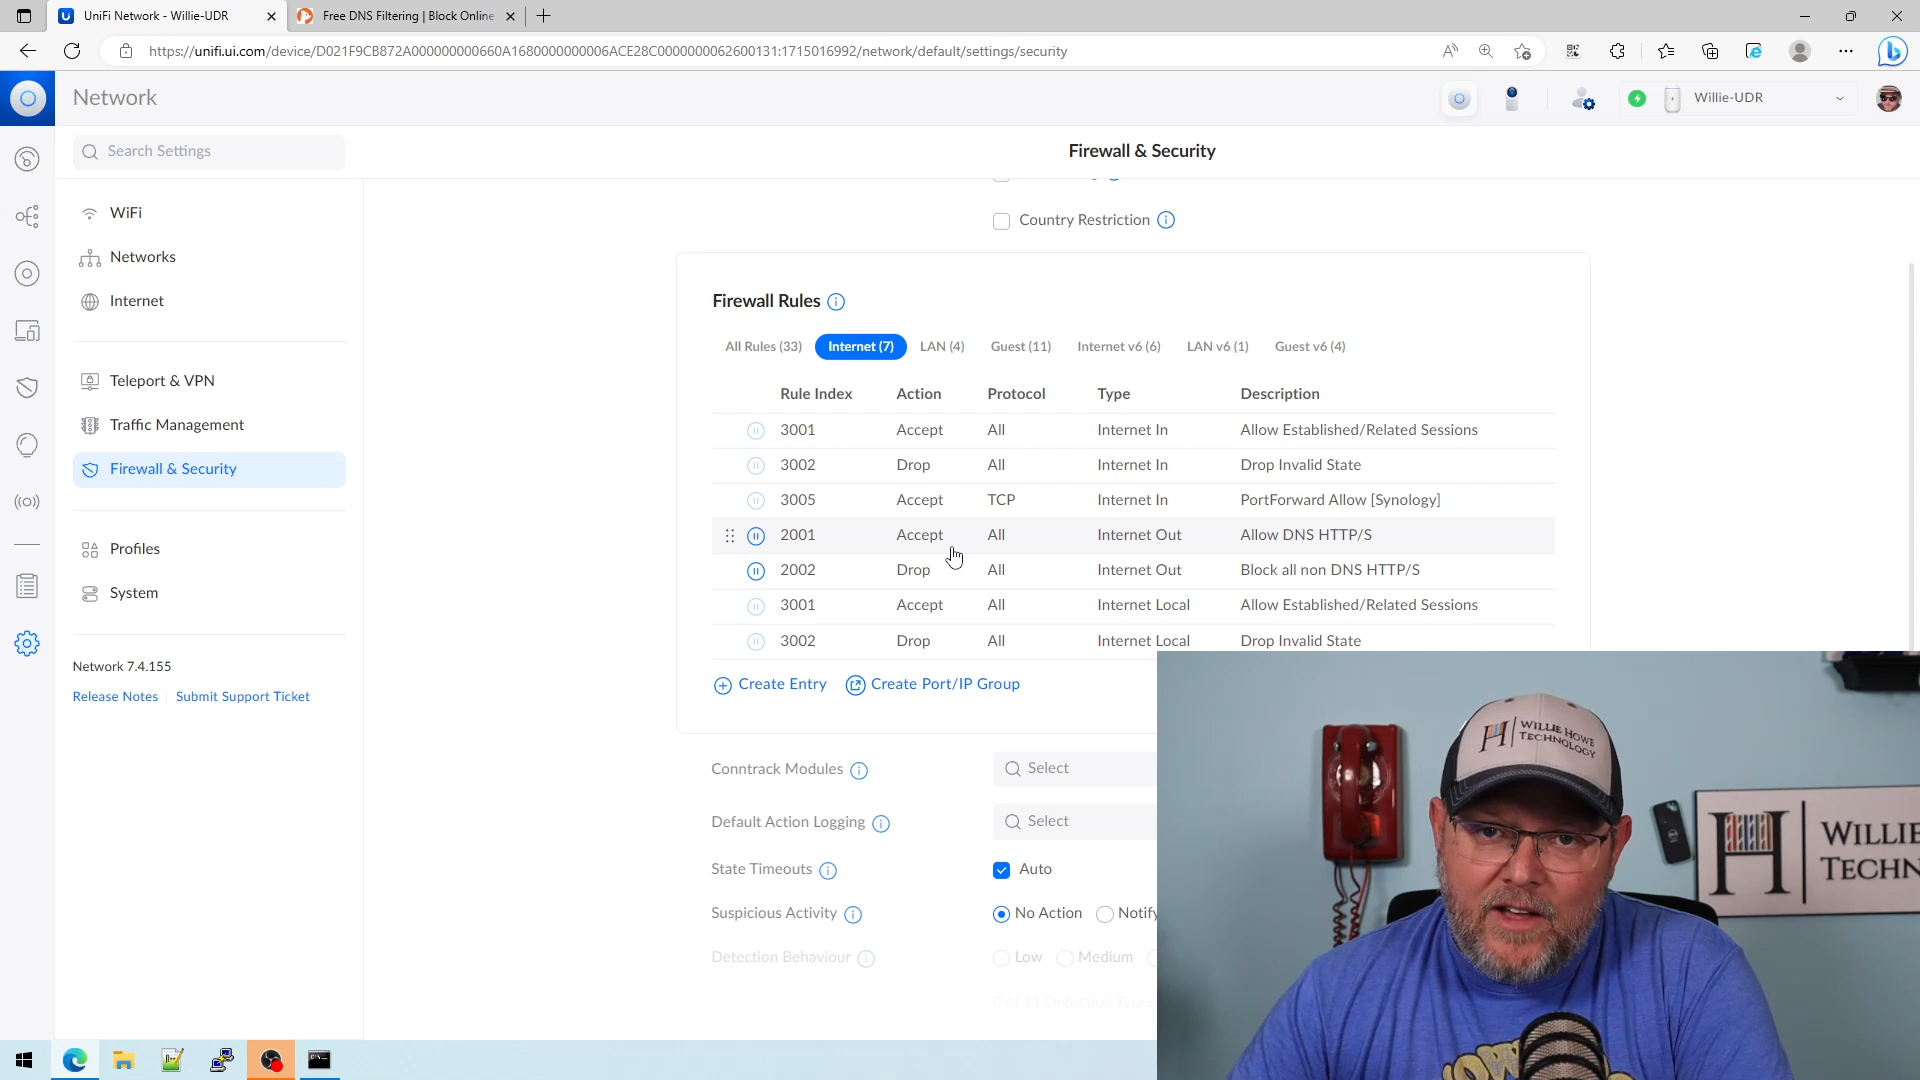 UniFi Network - Willie-UDR
Free DNS Filtering | Block Online
https://unifi.ui.com/device/D021F9CB872A000000000660A1680000000006ACE28C0000000062600131:1715016992/network/default/settings/security
Network
Willie-UDR
Search Settings
Firewall & Security
WiFi
Networks
Internet
Teleport & VPN
Traffic Management
Firewall & Security
Profiles
System
Network 7.4.155
Release Notes
Submit Support Ticket
Country Restriction
Firewall Rules
All Rules (33) Internet (7) LAN (4) Guest (11) Internet v6 (6) LAN v6 (1) Guest v6 (4)
Rule Index Action Protocol Type Description
3001 Accept All Internet In Allow Established/Related Sessions
3002 Drop All Internet In Drop Invalid State
3005 Accept TCP Internet In PortForward Allow [Synology]
2001 Accept All Internet Out Allow DNS HTTP/S
2002 Drop All Internet Out Block all non DNS HTTP/S
3001 Accept All Internet Local Allow Established/Related Sessions
3002 Drop All Internet Local Drop Invalid State
Create Entry Create Port/IP Group
Conntrack Modules Select
Default Action Logging Select
State Timeouts Auto
Suspicious Activity No Action Notify
Detection Behaviour Low Medium
0 of 11 Detection Types
WILLIE HOWE
TECHNOLOGY
WILLIE
TECHN